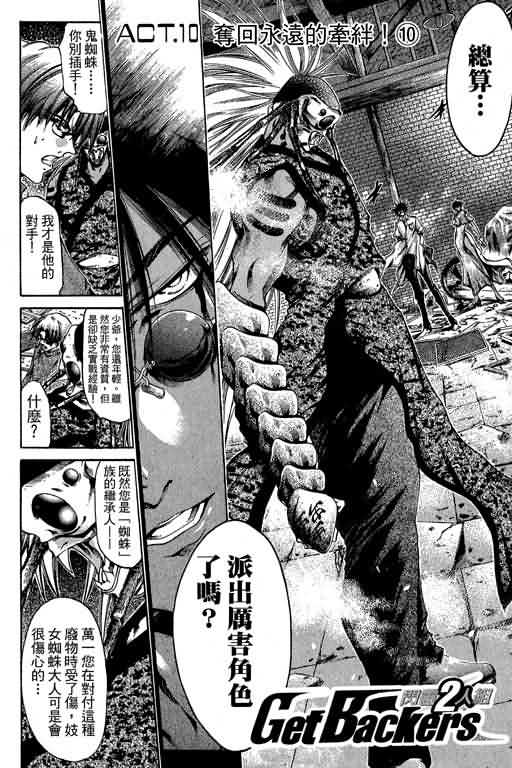 ACT.10 奪回永遠的牽絆！⑩
總算…
派出厲害角色
了嗎？
鬼蜘蛛……
你別插手！
我才是他的
對手！
少爺，您還年輕。雖
然您非常有資質，但
是卻缺乏實戰經驗！
什麼？
既然您是「蜘蛛」
族的繼承人——
萬一您在對付這種
廢物時受了傷，妓
女蜘蛛大人可是會
很傷心的…
閃靈2人組
GetBackers